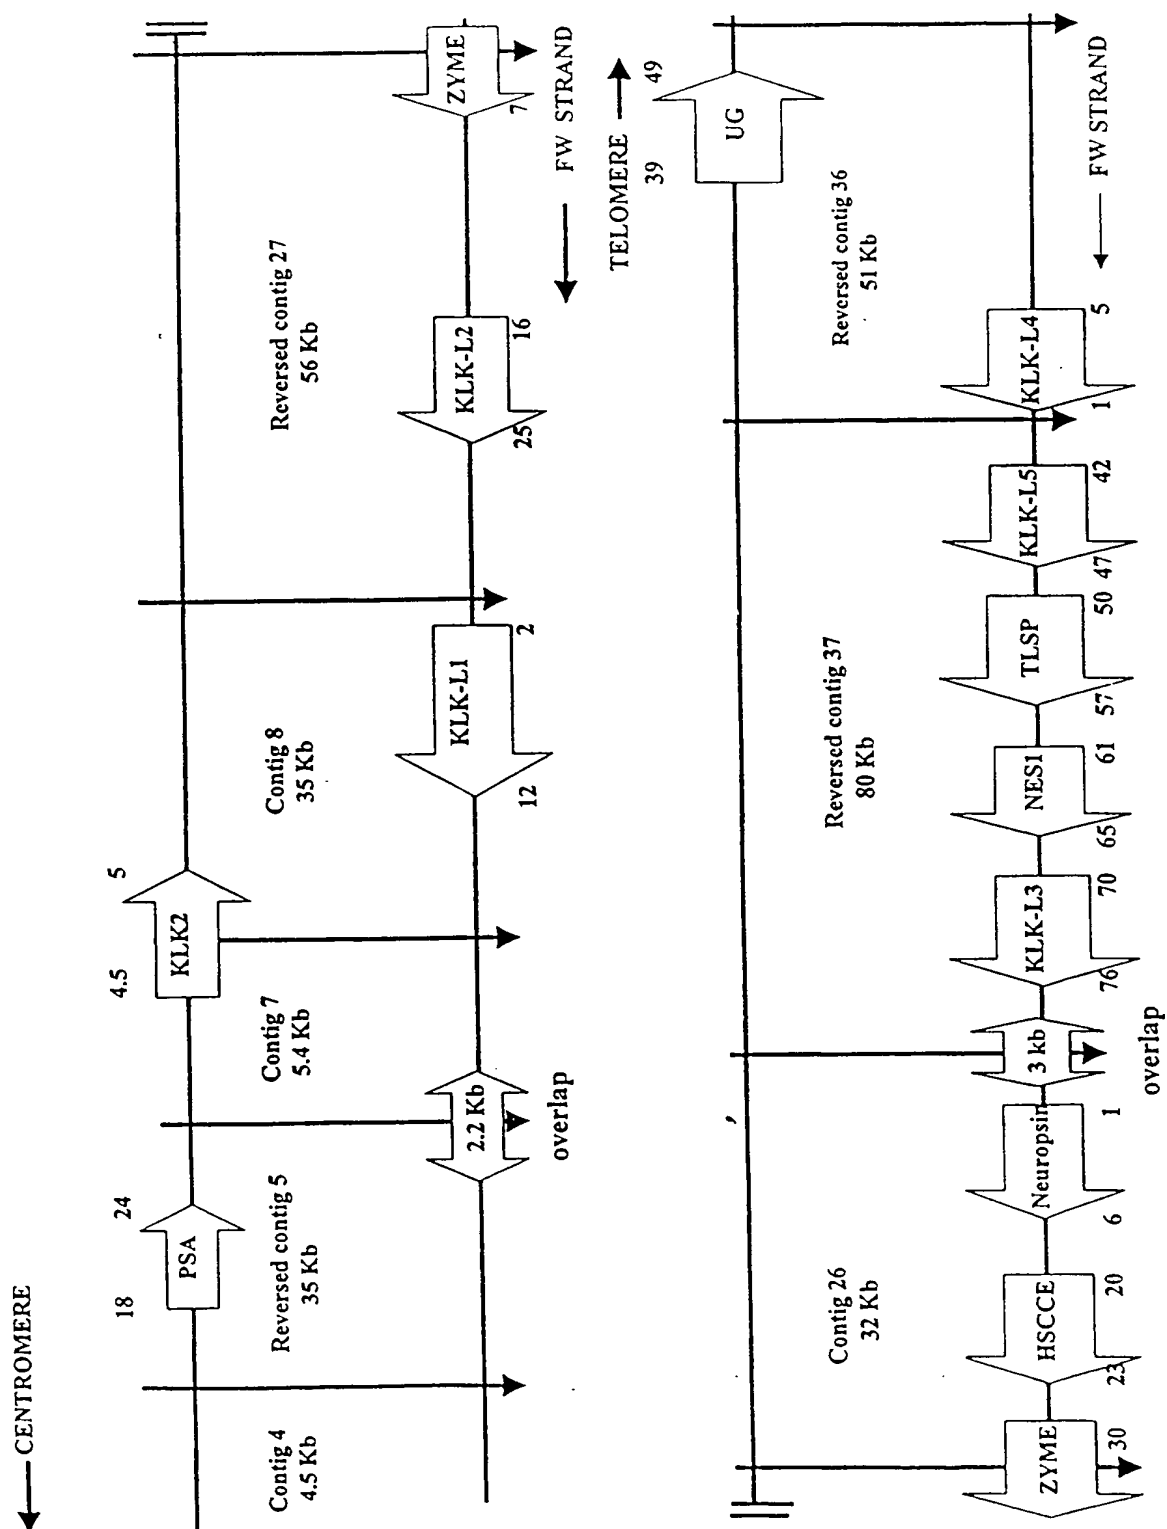 CENTROMERE
18
24
4.5
5
PSA
KLK2
Contig 4
4.5 Kb
Reversed contig 5
35 Kb
Contig 7
5.4 Kb
Contig 8
35 Kb
Reversed contig 27
56 Kb
2.2 Kb
KLK-L1
KLK-L2
ZYME
12
2
25
16
7
overlap
FW STRAND
TELOMERE
39
49
UG
Contig 26
32 Kb
Reversed contig 37
80 Kb
Reversed contig 36
51 Kb
ZYME
HSCCE
Neuropsin
3 kb
KLK-L3
NES1
TLSP
KLK-L5
KLK-L4
30
23
20
6
1
76
70
65
61
57
50
47
42
1
5
overlap
FW STRAND